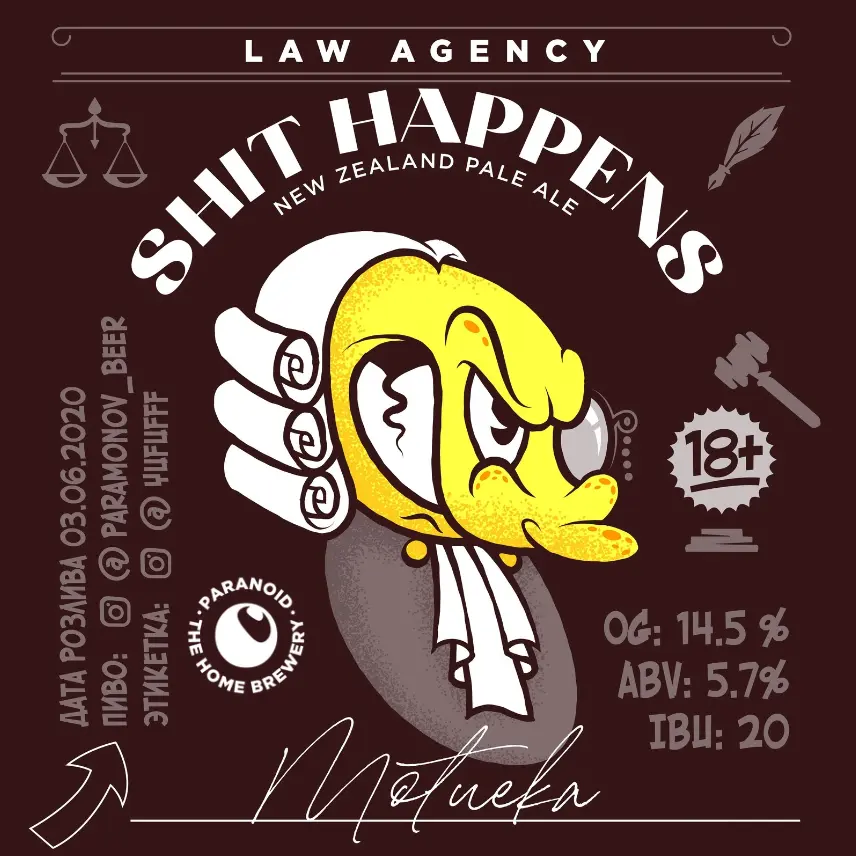 LAW AGENCY
SHIT HAPPENS
NEW ZEALAND PALE ALE
18+
ДАТА РОЗЛИВА 03.06.2020
ПИВО: @ PARAMONOV_BEER
ЭТИКЕТКА: @ 4UFUFFF
PARANOID
THE HOME BREWERY
OG: 14.5 %
ABV: 5.7%
IBU: 20
Motueka